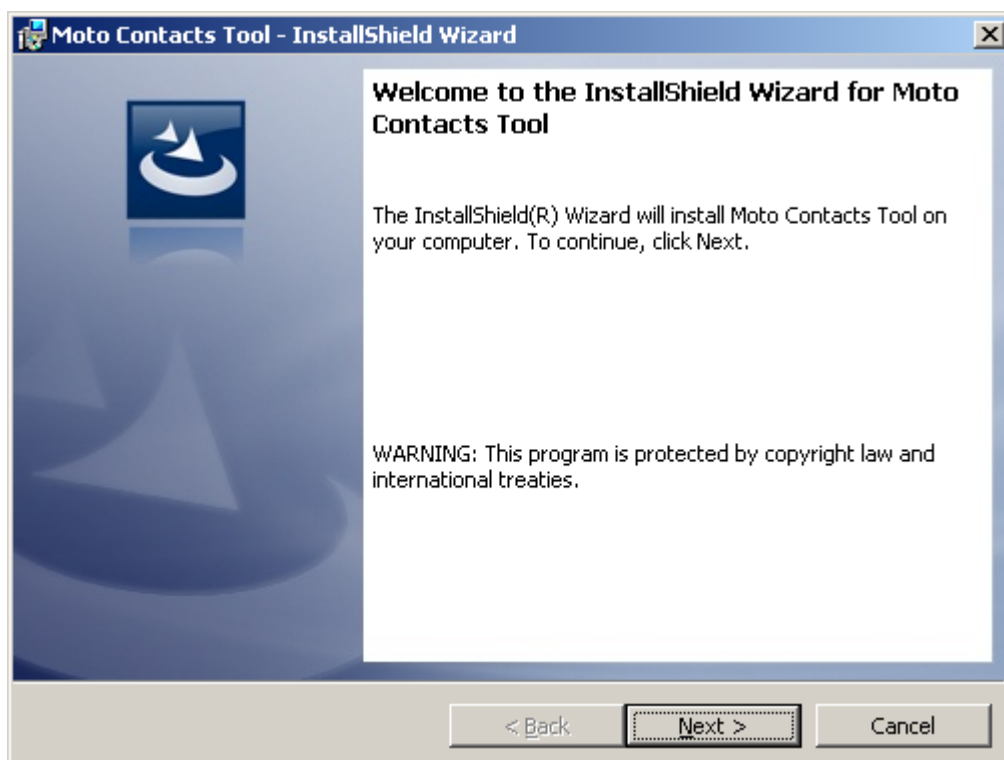 Moto Contacts Tool - InstallShield Wizard
Welcome to the InstallShield Wizard for Moto
Contacts Tool
The InstallShield(R) Wizard will install Moto Contacts Tool on
your computer. To continue, click Next.
WARNING: This program is protected by copyright law and
international treaties.
< Back Next > Cancel